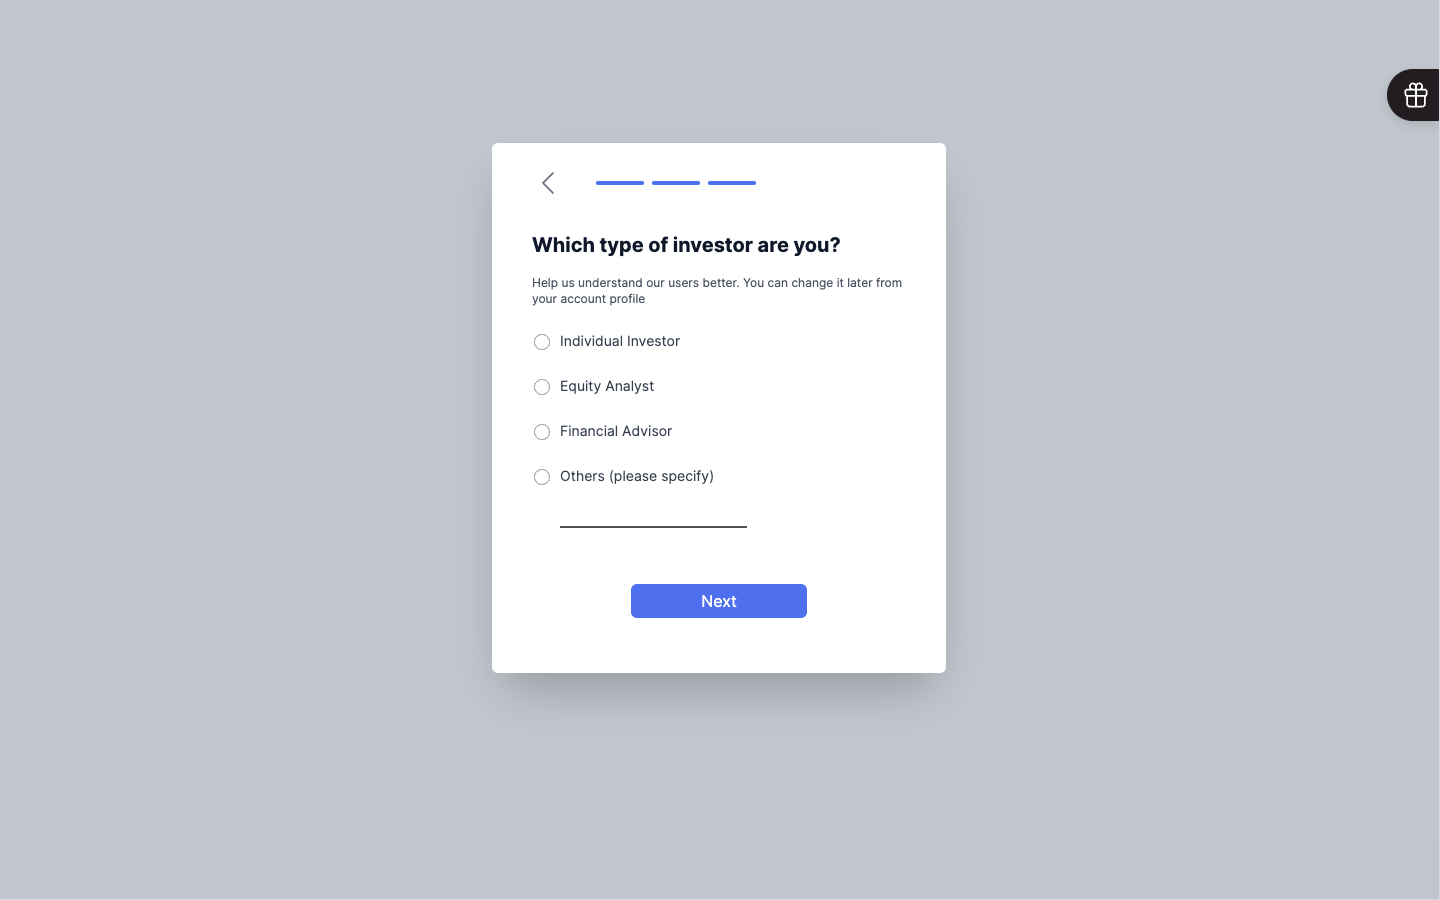 Which type of investor are you?
Help us understand our users better. You can change it later from
your account profile
Individual Investor
Equity Analyst
Financial Advisor
Others (please specify)
Next